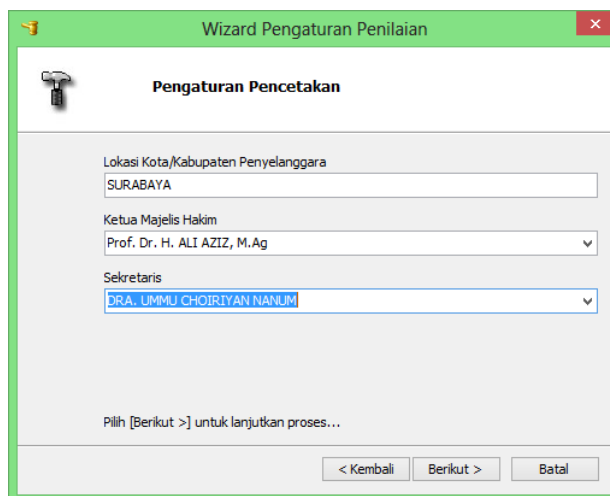 Wizard Pengaturan Penilaian
Pengaturan Pencetakan
Lokasi Kota/Kabupaten Penyelanggara
SURABAYA
Ketua Majelis Hakim
Prof. Dr. H. ALI AZIZ, M.Ag
Sekretaris
DRA. UMMU CHOIRIYAN NANUM
Pilih [Berikut >] untuk lanjutkan proses...
< Kembali
Berikut >
Batal